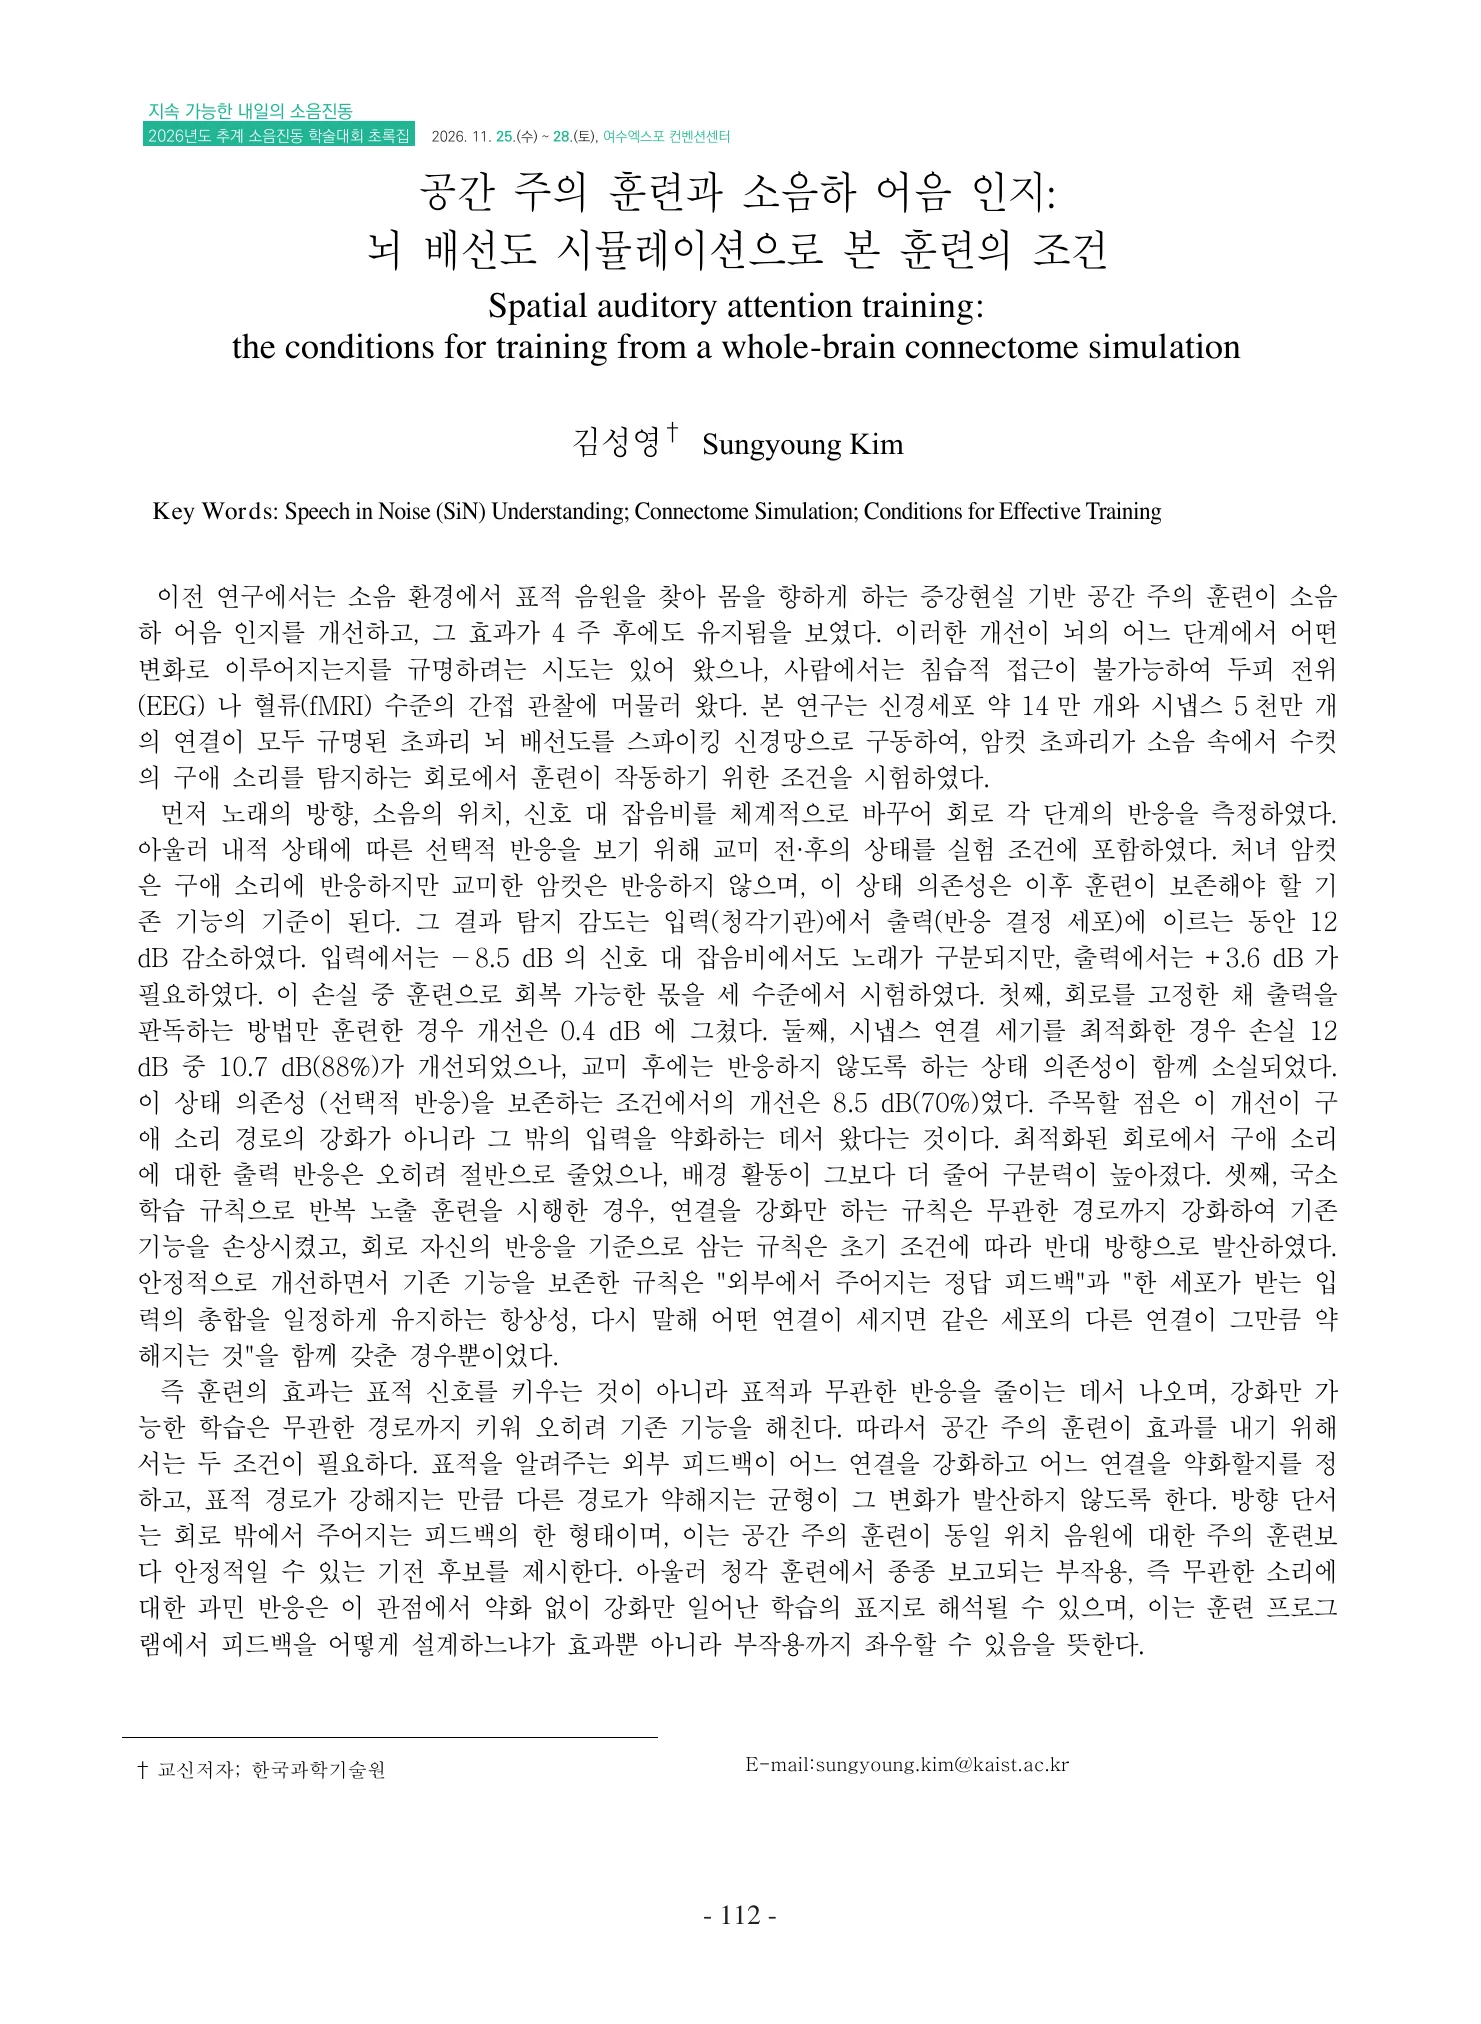 지속 가능한 내일의 소음진동
2026년도 추계 소음진동 학술대회 초록집 2026. 11. 25.(수) ~ 28.(토), 여수엑스포 컨벤션센터
공간 주의 훈련과 소음하 어음 인지:
뇌 배선도 시뮬레이션으로 본 훈련의 조건
Spatial auditory attention training:
the conditions for training from a whole-brain connectome simulation
김성영† Sungyoung Kim
Key Words: Speech in Noise (SiN) Understanding; Connectome Simulation; Conditions for Effective Training
이전 연구에서는 소음 환경에서 표적 음원을 찾아 몸을 향하게 하는 증강현실 기반 공간 주의 훈련이 소음
하 어음 인지를 개선하고, 그 효과가 4 주 후에도 유지됨을 보였다. 이러한 개선이 뇌의 어느 단계에서 어떤
변화로 이루어지는지를 규명하려는 시도는 있어 왔으나, 사람에서는 침습적 접근이 불가능하여 두피 전위
(EEG) 나 혈류(fMRI) 수준의 간접 관찰에 머물러 왔다. 본 연구는 신경세포 약 14 만 개와 시냅스 5 천만 개
의 연결이 모두 규명된 초파리 뇌 배선도를 스파이킹 신경망으로 구동하여, 암컷 초파리가 소음 속에서 수컷
의 구애 소리를 탐지하는 회로에서 훈련이 작동하기 위한 조건을 시험하였다.
먼저 노래의 방향, 소음의 위치, 신호 대 잡음비를 체계적으로 바꾸어 회로 각 단계의 반응을 측정하였다.
아울러 내적 상태에 따른 선택적 반응을 보기 위해 교미 전·후의 상태를 실험 조건에 포함하였다. 처녀 암컷
은 구애 소리에 반응하지만 교미한 암컷은 반응하지 않으며, 이 상태 의존성은 이후 훈련이 보존해야 할 기
존 기능의 기준이 된다. 그 결과 탐지 감도는 입력(청각기관)에서 출력(반응 결정 세포)에 이르는 동안 12
dB 감소하였다. 입력에서는 −8.5 dB 의 신호 대 잡음비에서도 노래가 구분되지만, 출력에서는 +3.6 dB 가
필요하였다. 이 손실 중 훈련으로 회복 가능한 몫을 세 수준에서 시험하였다. 첫째, 회로를 고정한 채 출력을
판독하는 방법만 훈련한 경우 개선은 0.4 dB 에 그쳤다. 둘째, 시냅스 연결 세기를 최적화한 경우 손실 12
dB 중 10.7 dB(88%)가 개선되었으나, 교미 후에는 반응하지 않도록 하는 상태 의존성이 함께 소실되었다.
이 상태 의존성 (선택적 반응)을 보존하는 조건에서의 개선은 8.5 dB(70%)였다. 주목할 점은 이 개선이 구
애 소리 경로의 강화가 아니라 그 밖의 입력을 약화하는 데서 왔다는 것이다. 최적화된 회로에서 구애 소리
에 대한 출력 반응은 오히려 절반으로 줄었으나, 배경 활동이 그보다 더 줄어 구분력이 높아졌다. 셋째, 국소
학습 규칙으로 반복 노출 훈련을 시행한 경우, 연결을 강화만 하는 규칙은 무관한 경로까지 강화하여 기존
기능을 손상시켰고, 회로 자신의 반응을 기준으로 삼는 규칙은 초기 조건에 따라 반대 방향으로 발산하였다.
안정적으로 개선하면서 기존 기능을 보존한 규칙은 "외부에서 주어지는 정답 피드백"과 "한 세포가 받는 입
력의 총합을 일정하게 유지하는 항상성, 다시 말해 어떤 연결이 세지면 같은 세포의 다른 연결이 그만큼 약
해지는 것"을 함께 갖춘 경우뿐이었다.
즉 훈련의 효과는 표적 신호를 키우는 것이 아니라 표적과 무관한 반응을 줄이는 데서 나오며, 강화만 가
능한 학습은 무관한 경로까지 키워 오히려 기존 기능을 해친다. 따라서 공간 주의 훈련이 효과를 내기 위해
서는 두 조건이 필요하다. 표적을 알려주는 외부 피드백이 어느 연결을 강화하고 어느 연결을 약화할지를 정
하고, 표적 경로가 강해지는 만큼 다른 경로가 약해지는 균형이 그 변화가 발산하지 않도록 한다. 방향 단서
는 회로 밖에서 주어지는 피드백의 한 형태이며, 이는 공간 주의 훈련이 동일 위치 음원에 대한 주의 훈련보
다 안정적일 수 있는 기전 후보를 제시한다. 아울러 청각 훈련에서 종종 보고되는 부작용, 즉 무관한 소리에
대한 과민 반응은 이 관점에서 약화 없이 강화만 일어난 학습의 표지로 해석될 수 있으며, 이는 훈련 프로그
램에서 피드백을 어떻게 설계하느냐가 효과뿐 아니라 부작용까지 좌우할 수 있음을 뜻한다.
† 교신저자; 한국과학기술원
E-mail:sungyoung.kim@kaist.ac.kr
- 112 -